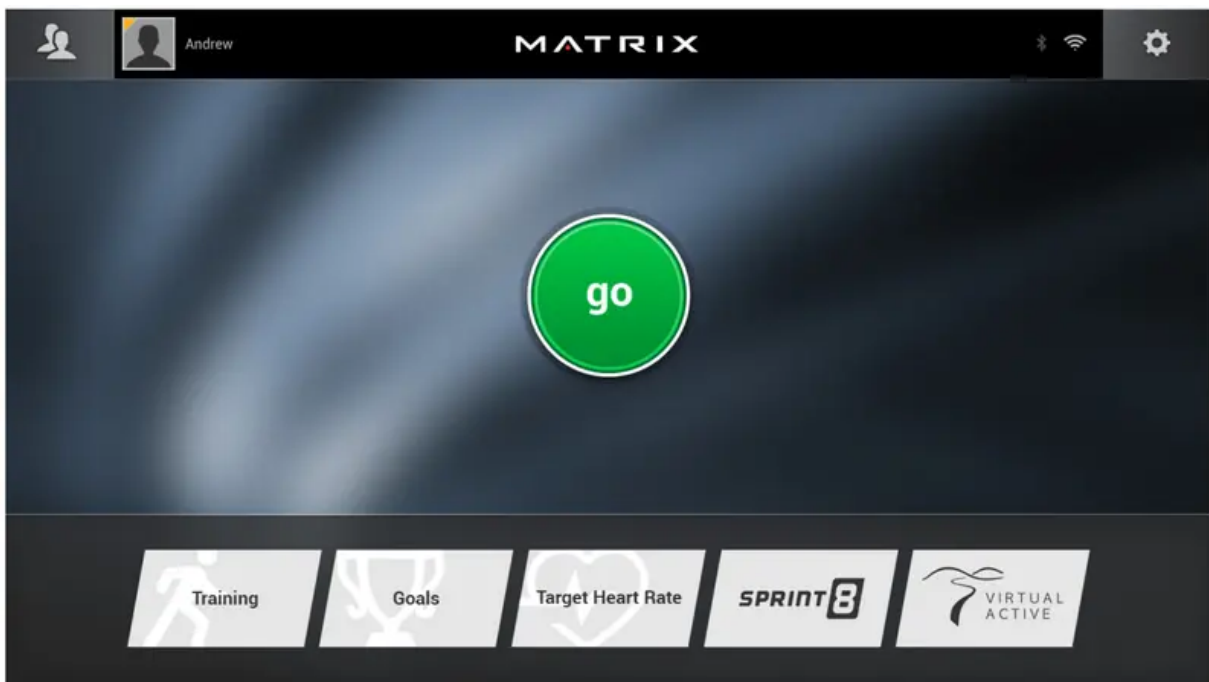 Andrew
MATRIX
go
Training
Goals
Target Heart Rate
SPRINT 8
VIRTUAL
ACTIVE